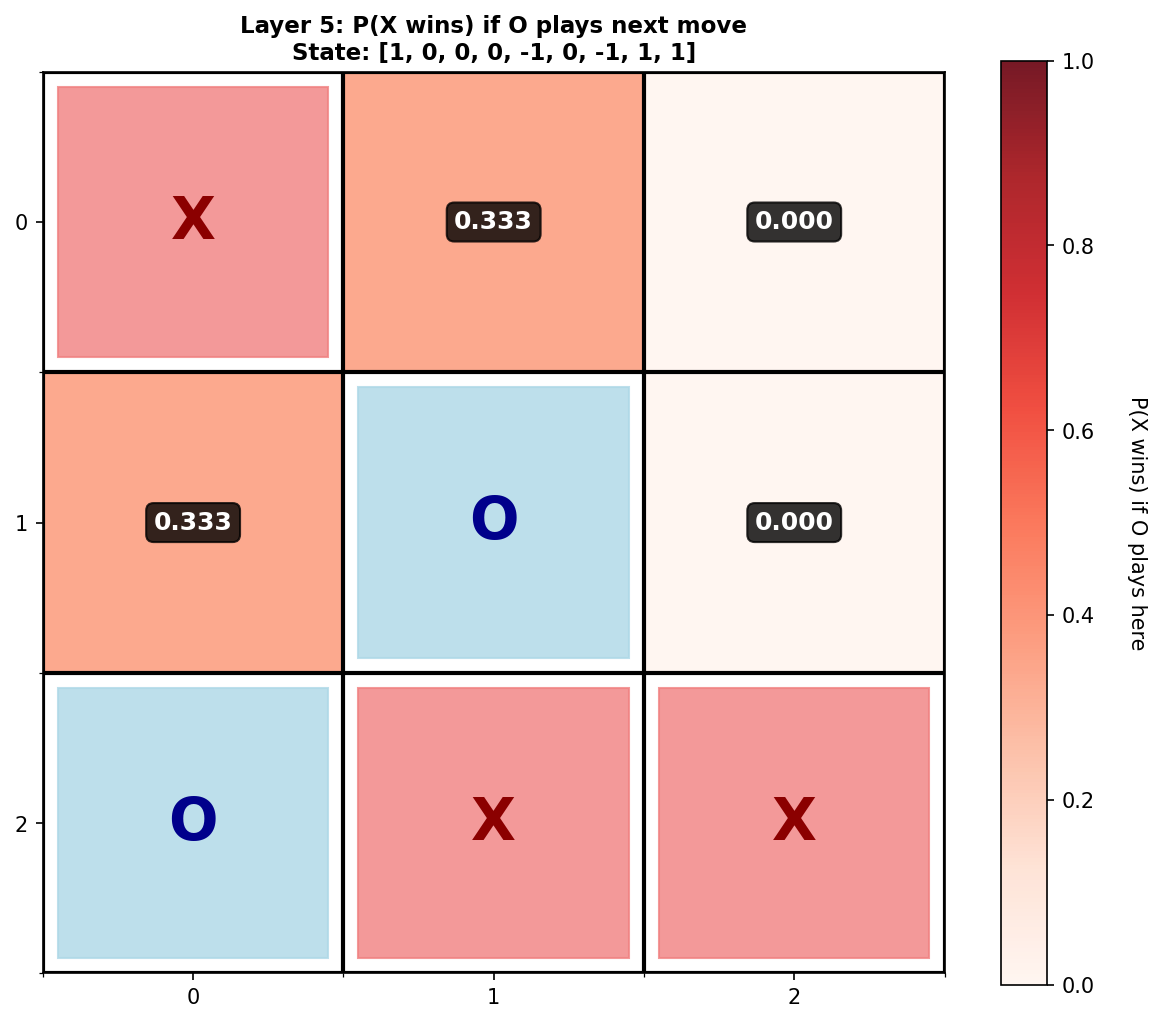 Layer 5: P(X wins) if O plays next move
State: [1, 0, 0, 0, -1, 0, -1, 1, 1]
0
X
0.333
0.000
1
0.333
O
0.000
2
O
X
X
0
1
2
1.0
0.8
0.6
0.4
0.2
0.0
P(X wins) if O plays here